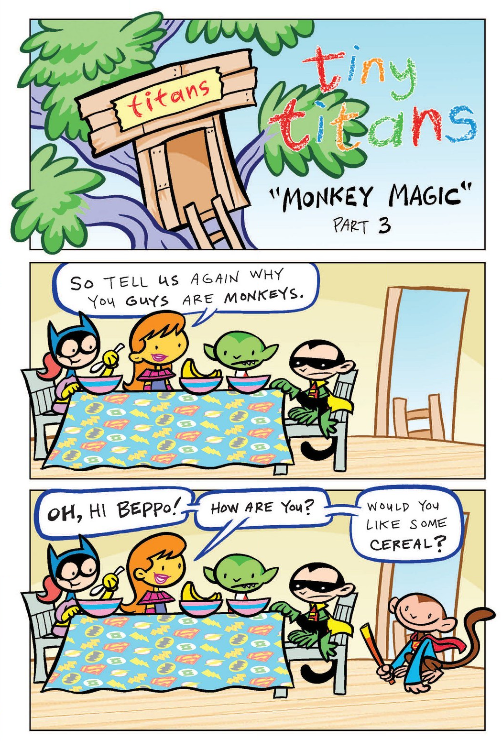 titans
tiny
titans
"MONKEY MAGIC"
PART 3
SO TELL US AGAIN WHY
YOU GUYS ARE MONKEYS.
OH, HI BEPPO!
HOW ARE YOU?
WOULD YOU
LIKE SOME
CEREAL?